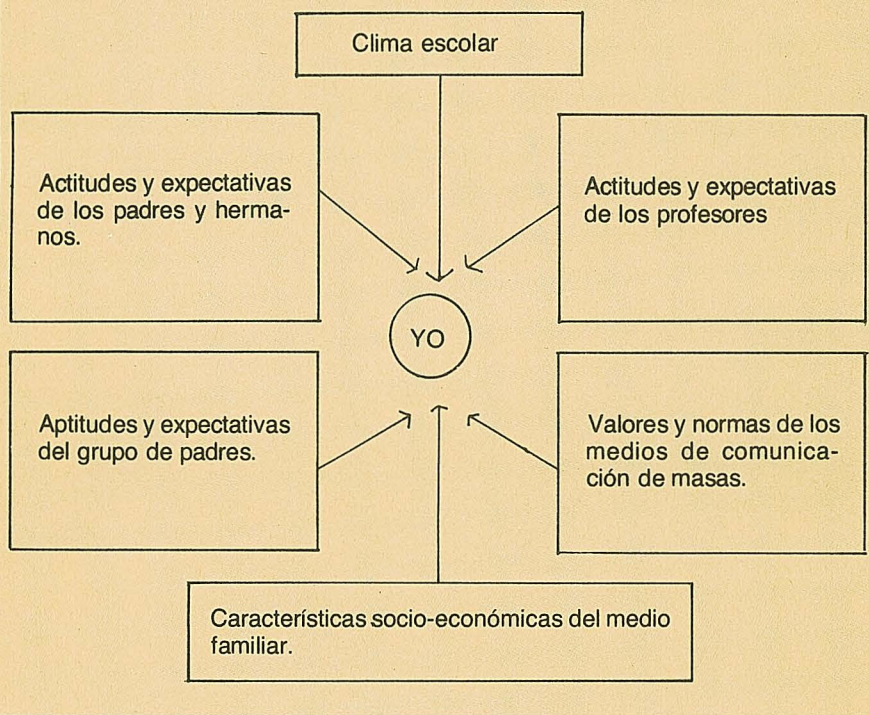 Clima escolar
Actitudes y expectativas
de los padres y herma-
nos.
Actitudes y expectativas
de los profesores
YO
Aptitudes y expectativas
del grupo de padres.
Valores y normas de los
medios de comunica-
ción de masas.
Características socio-económicas del medio
familiar.